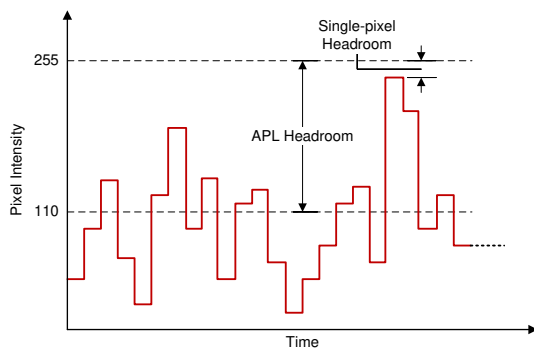 Single-pixel
Headroom
255
APL Headroom
110
Pixel Intensity
Time